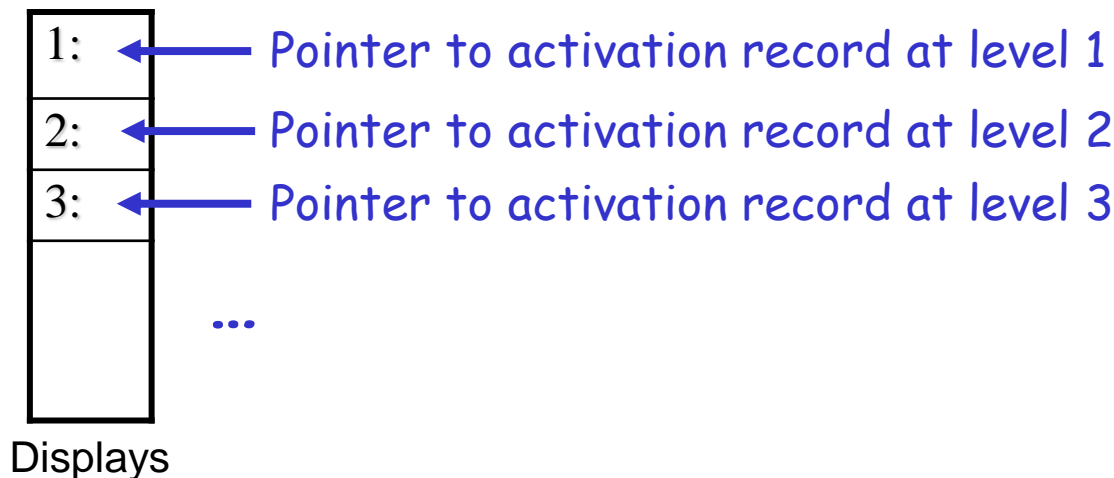 1: Pointer to activation record at level 1
2: Pointer to activation record at level 2
3: Pointer to activation record at level 3
...
Displays